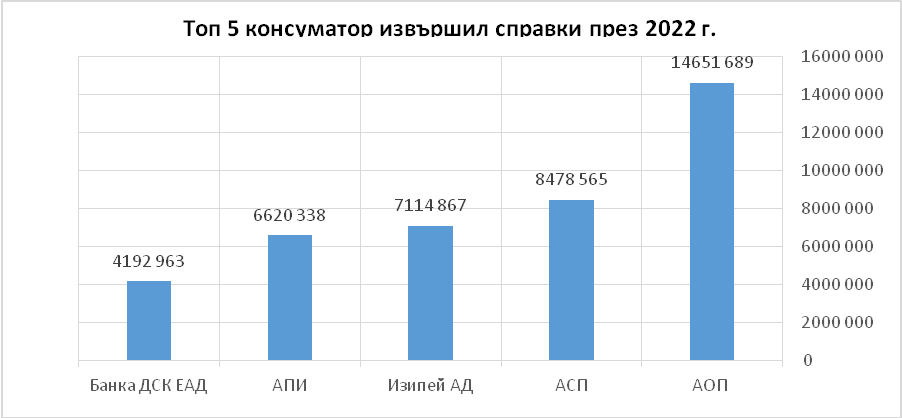 Топ 5 консуматор извършил справки през 2022 г.
16000 000
14000 000
12000 000
10000 000
8000 000
6000 000
4000 000
2000 000
0
4192 963
6620 338
7114 867
8478 565
14651 689
Банка ДСК ЕАД
АПИ
Изипей АД
АСП
АОП